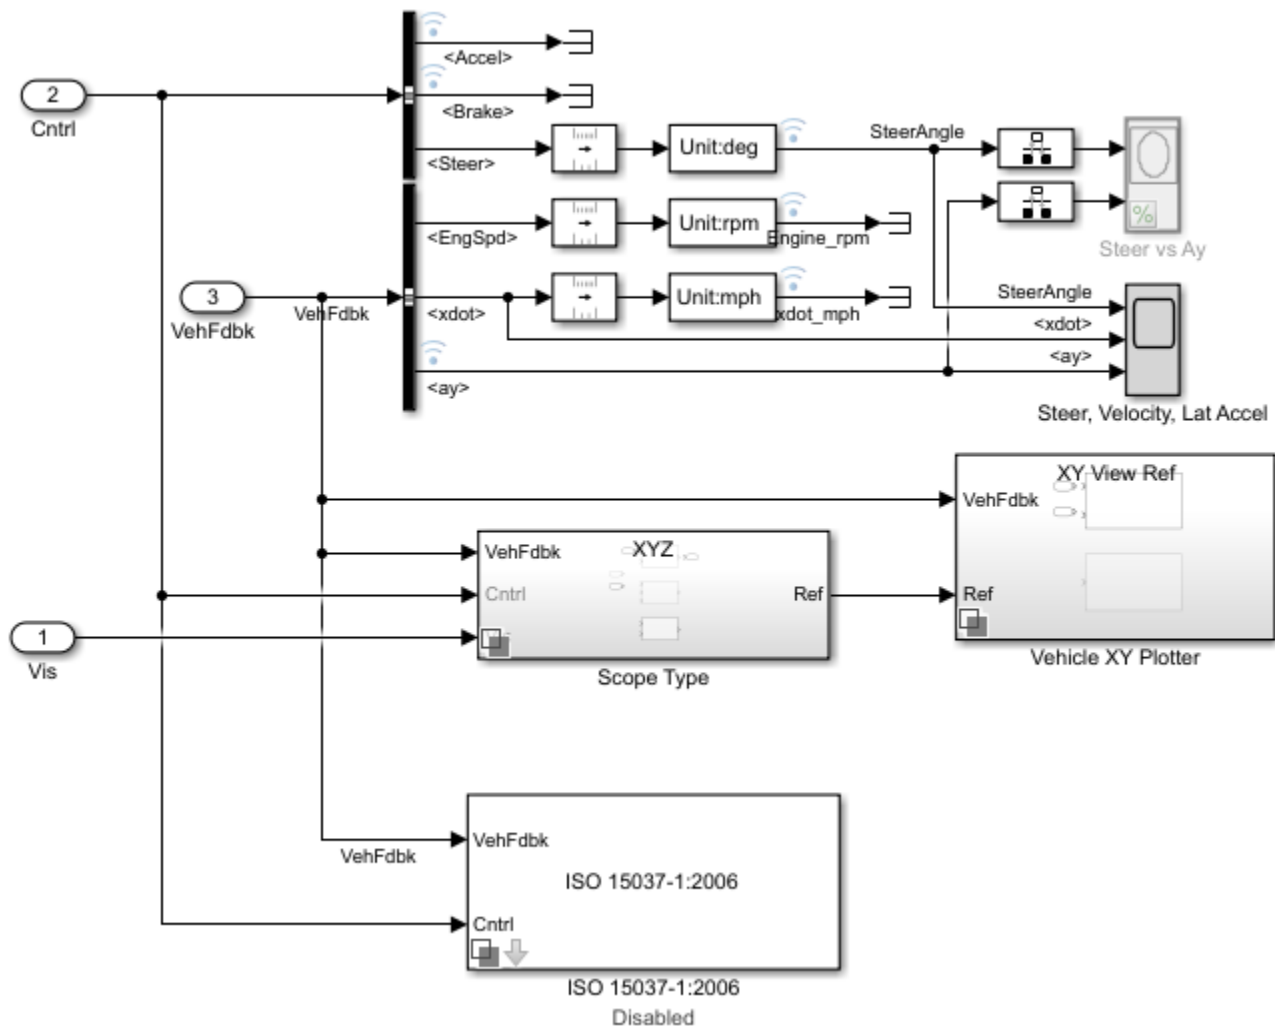 <Accel>
2
Cntrl
<Brake>
SteerAngle
<Steer>
Unit:deg
<EngSpd>
Unit:rpm
Engine_rpm
%
Steer vs Ay
3
VehFdbk
VehFdbk
<xdot>
Unit:mph
xdot_mph
SteerAngle
<xdot>
<ay>
<ay>
Steer, Velocity, Lat Accel
XY View Ref
VehFdbk
Ref
Vehicle XY Plotter
VehFdbk
XYZ
Cntrl
Ref
1
Vis
Scope Type
VehFdbk
VehFdbk
ISO 15037-1:2006
Cntrl
ISO 15037-1:2006
Disabled